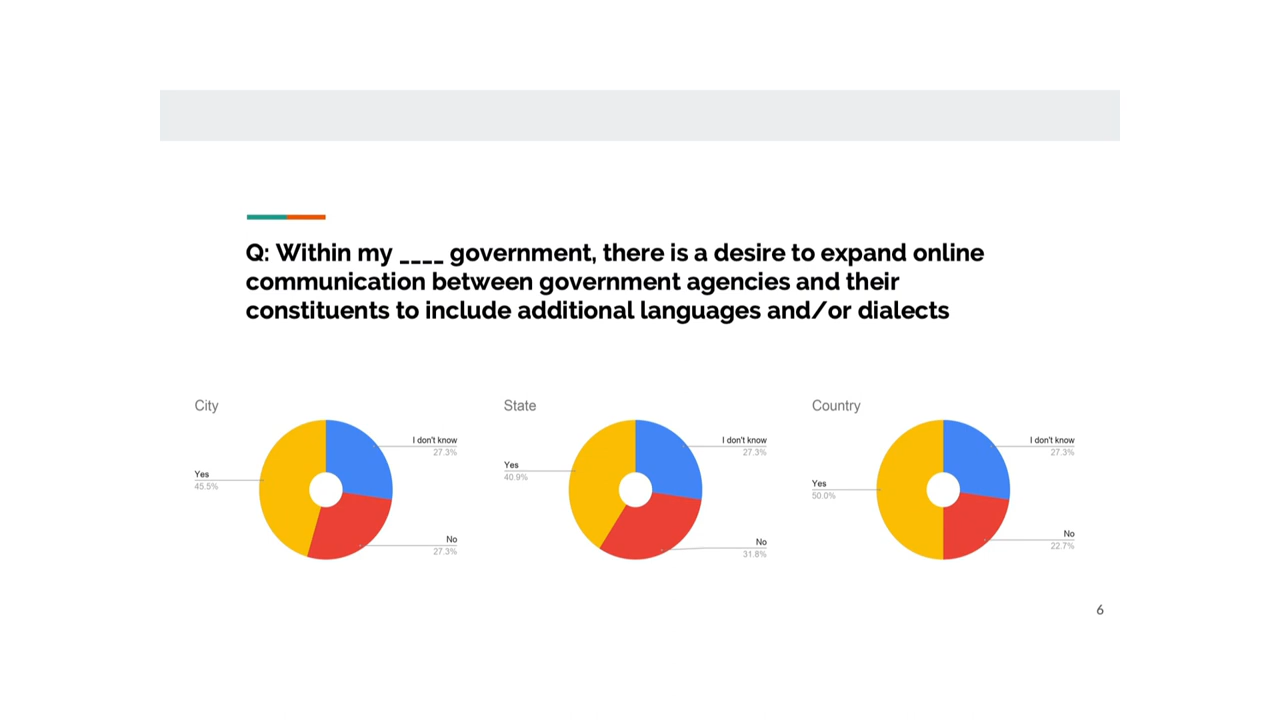 Q: Within my ____ government, there is a desire to expand online
communication between government agencies and their
constituents to include additional languages and/or dialects
City
I don't know
27.3%
Yes
45.5%
No
27.3%
State
I don't know
27.3%
Yes
40.9%
No
31.8%
Country
I don't know
27.3%
Yes
50.0%
No
22.7%
6